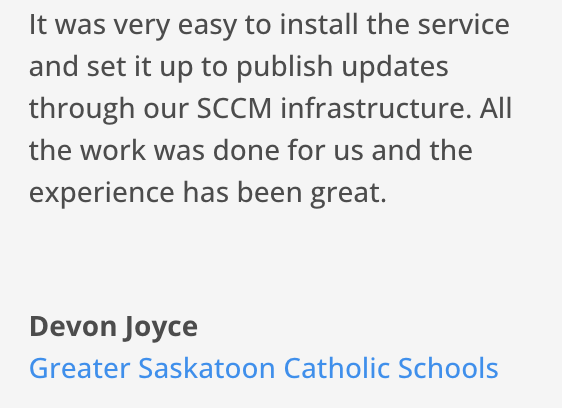 It was very easy to install the service
and set it up to publish updates
through our SCCM infrastructure. All
the work was done for us and the
experience has been great.
Devon Joyce
Greater Saskatoon Catholic Schools